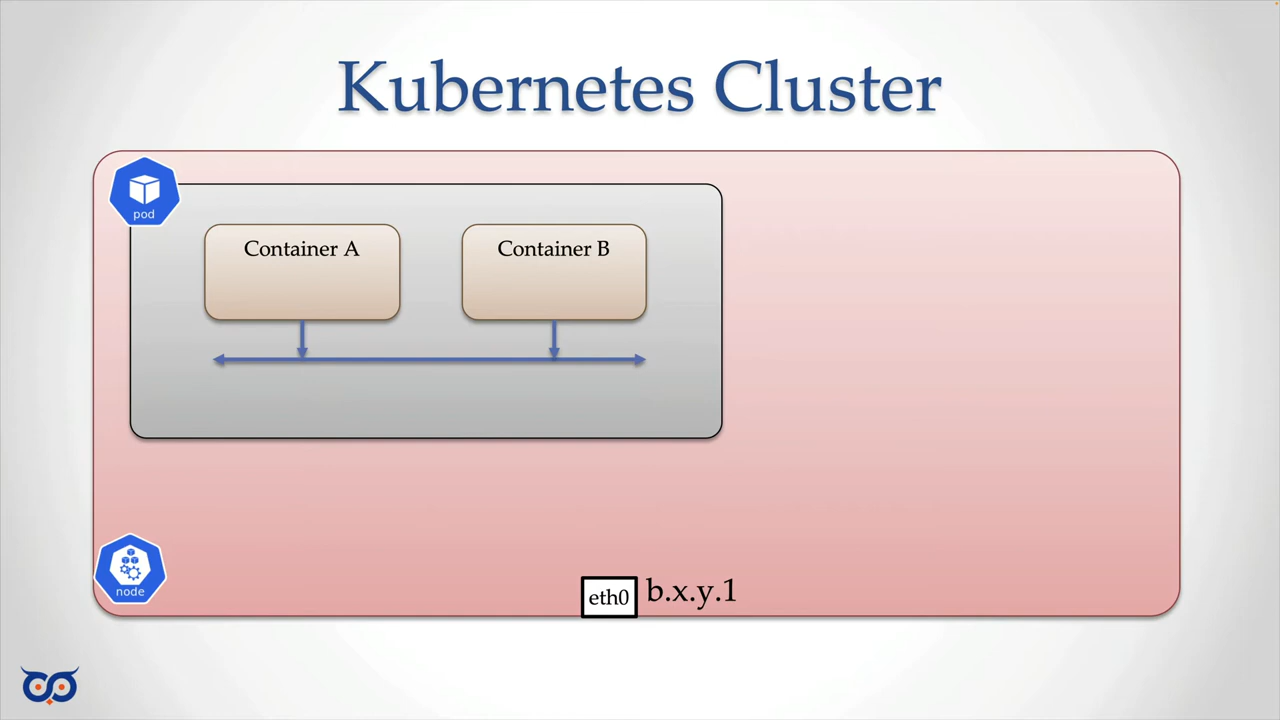 Kubernetes Cluster
pod
Container A
Container B
node
eth0
b.x.y.1